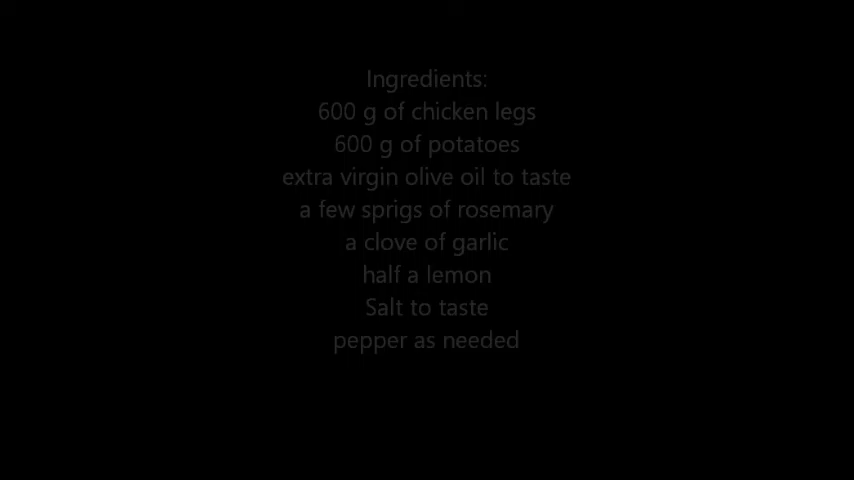 Ingredients:
600 g of chicken legs
600 g of potatoes
extra virgin olive oil to taste
a few sprigs of rosemary
a clove of garlic
half a lemon
Salt to taste
pepper as needed